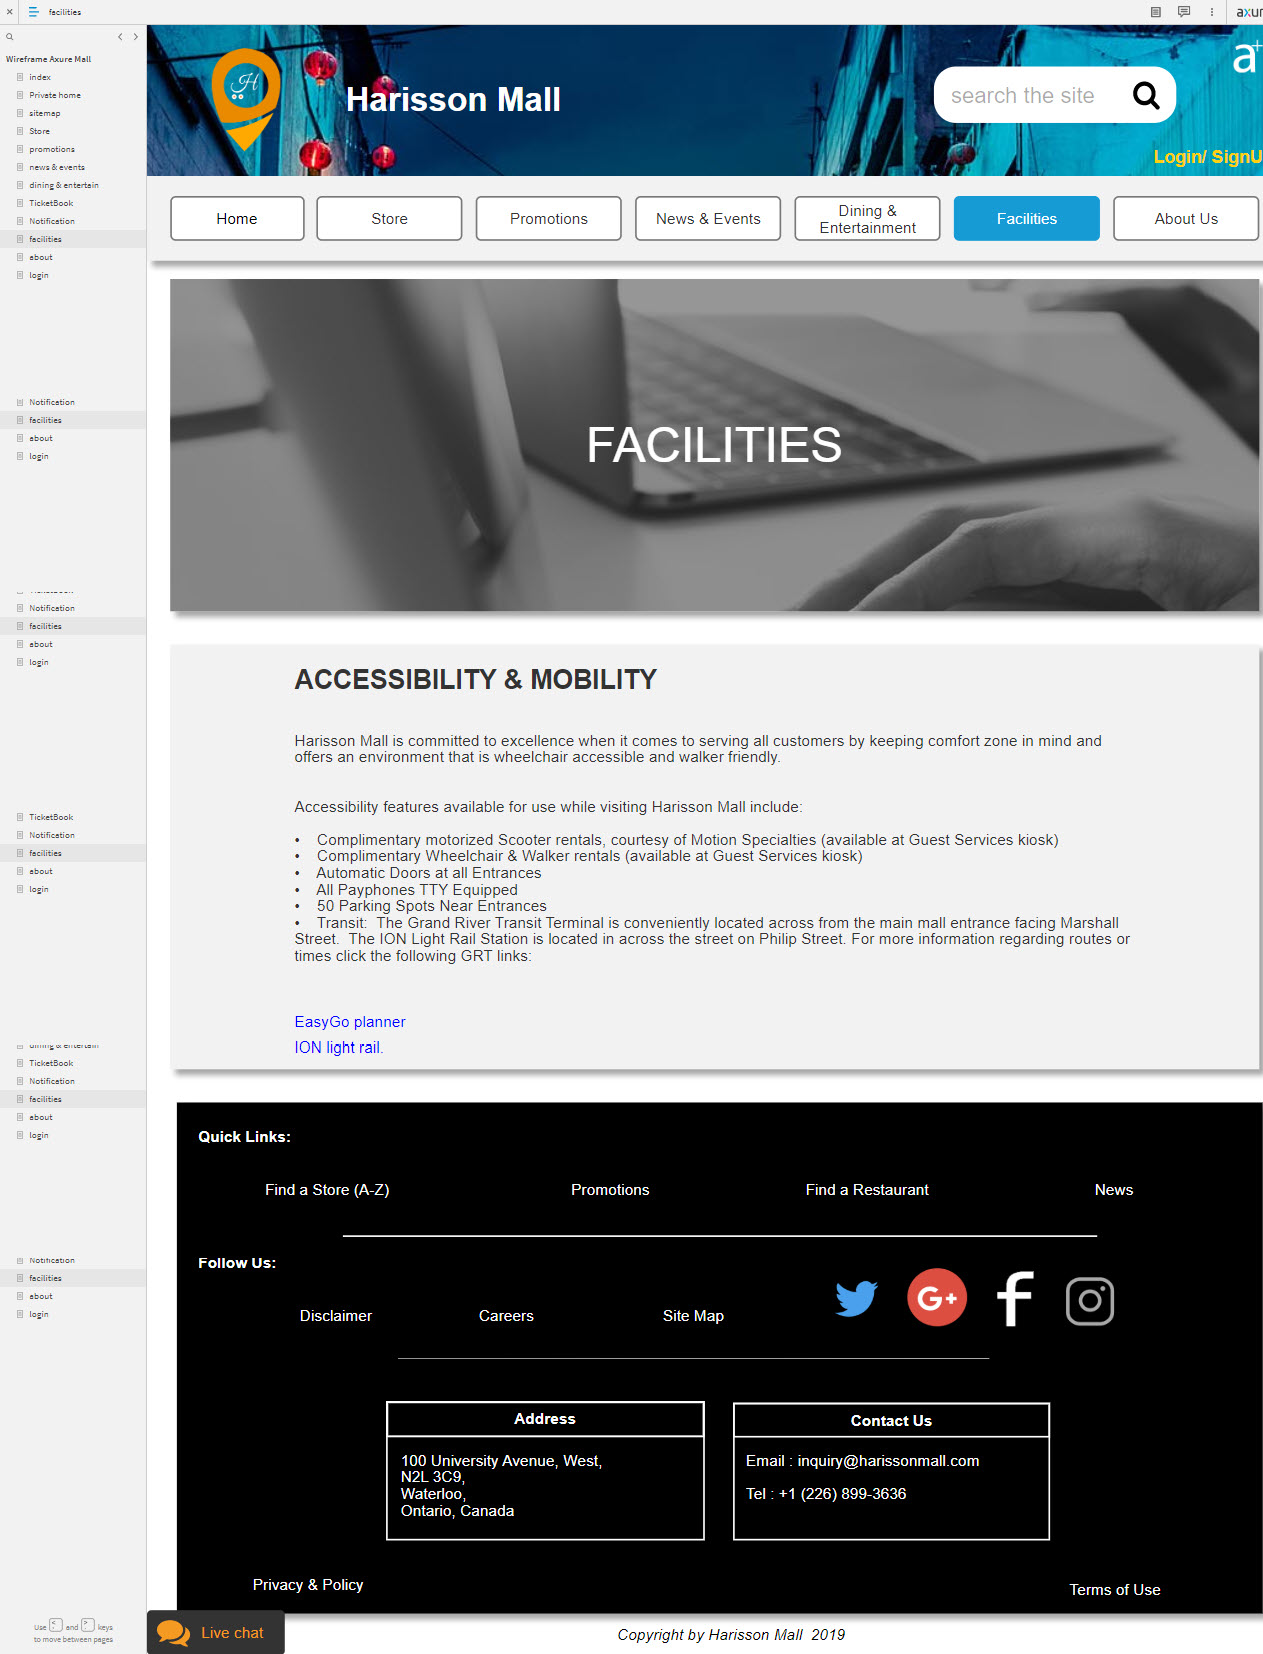 facilities
axur
Wireframe Axure Mall
index
Private home
sitemap
Store
promotions
news & events
dining & entertain
TicketBook
Notification
facilities
about
login
Notification
facilities
about
login
Notification
facilities
about
login
TicketBook
Notification
facilities
about
login
dining & entertain
TicketBook
Notification
facilities
about
login
Notification
facilities
about
login
Use < and > keys
to move between pages
H
Harisson Mall
search the site
a+
Login/ SignU
Home
Store
Promotions
News & Events
Dining &
Entertainment
Facilities
About Us
FACILITIES
ACCESSIBILITY & MOBILITY
Harisson Mall is committed to excellence when it comes to serving all customers by keeping comfort zone in mind and
offers an environment that is wheelchair accessible and walker friendly.
Accessibility features available for use while visiting Harisson Mall include:
• Complimentary motorized Scooter rentals, courtesy of Motion Specialties (available at Guest Services kiosk)
• Complimentary Wheelchair & Walker rentals (available at Guest Services kiosk)
• Automatic Doors at all Entrances
• All Payphones TTY Equipped
• 50 Parking Spots Near Entrances
• Transit:  The Grand River Transit Terminal is conveniently located across from the main mall entrance facing Marshall
Street.  The ION Light Rail Station is located in across the street on Philip Street. For more information regarding routes or
times click the following GRT links:
EasyGo planner
ION light rail.
Quick Links:
Find a Store (A-Z)
Promotions
Find a Restaurant
News
Follow Us:
Disclaimer
Careers
Site Map
G+
f
Address
100 University Avenue, West,
N2L 3C9,
Waterloo,
Ontario, Canada
Contact Us
Email : inquiry@harissonmall.com
Tel : +1 (226) 899-3636
Privacy & Policy
Terms of Use
Live chat
Copyright by Harisson Mall  2019